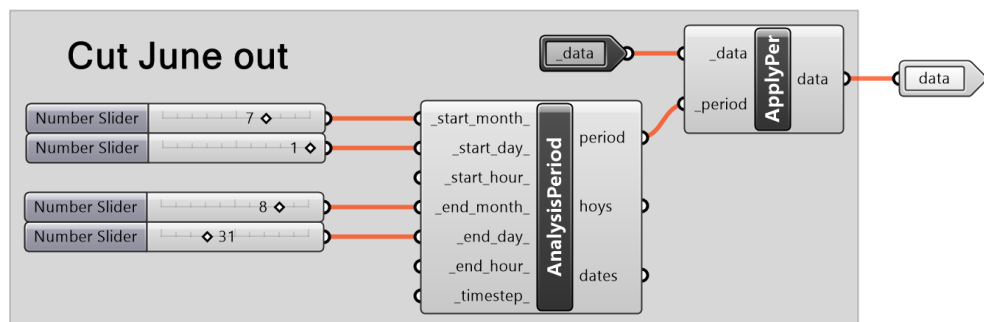 Cut June out
_data
_data
_period
ApplyPer
data
data
Number Slider 7
Number Slider 1
Number Slider 8
Number Slider 31
_start_month_
_start_day_
_start_hour_
_end_month_
_end_day_
_end_hour_
_timestep_
AnalysisPeriod
period
hoys
dates